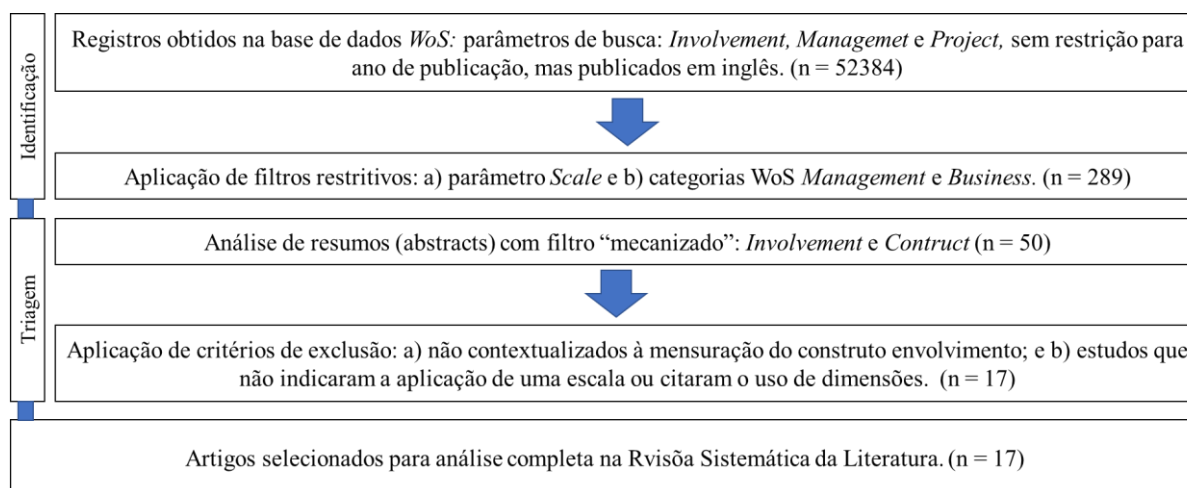 Identificação
Registros obtidos na base de dados WoS: parâmetros de busca: Involvement, Managemet e Project, sem restrição para
ano de publicação, mas publicados em inglês. (n = 52384)
Aplicação de filtros restritivos: a) parâmetro Scale e b) categorias WoS Management e Business. (n = 289)
Triagem
Análise de resumos (abstracts) com filtro “mecanizado”: Involvement e Contruct (n = 50)
Aplicação de critérios de exclusão: a) não contextualizados à mensuração do construto envolvimento; e b) estudos que
não indicaram a aplicação de uma escala ou citaram o uso de dimensões. (n = 17)
Artigos selecionados para análise completa na Rvisõa Sistemática da Literatura. (n = 17)